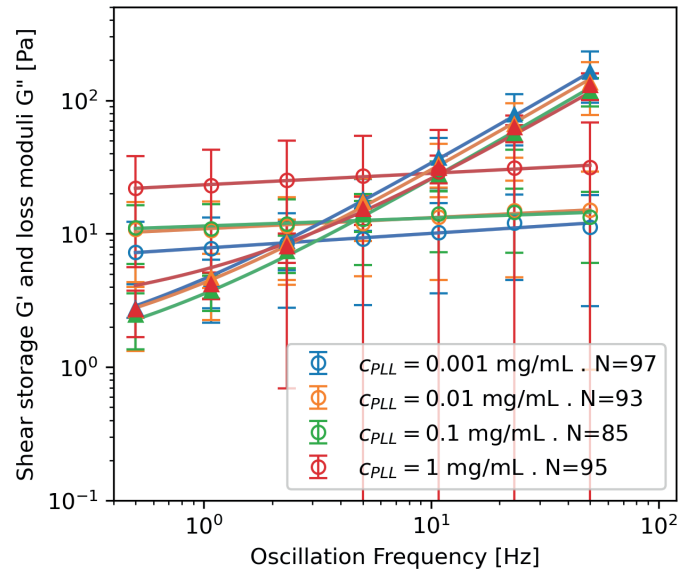 Shear storage G' and loss moduli G" [Pa]
10²
10¹
10⁰
10⁻¹
c_PLL = 0.001 mg/mL . N=97
c_PLL = 0.01 mg/mL . N=93
c_PLL = 0.1 mg/mL . N=85
c_PLL = 1 mg/mL . N=95
10⁰ 10¹ 10²
Oscillation Frequency [Hz]